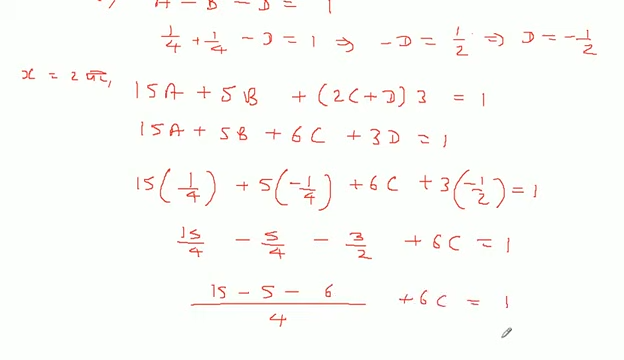 A - B - D = 1
1/4 + 1/4 - D = 1 ⇒ -D = 1/2 ⇒ D = -1/2
x = 2
15A + 5B + (2C + D) 3 = 1
15A + 5B + 6C + 3D = 1
15(1/4) + 5(-1/4) + 6C + 3(-1/2) = 1
15/4 - 5/4 - 3/2 + 6C = 1
(15 - 5 - 6)/4 + 6C = 1